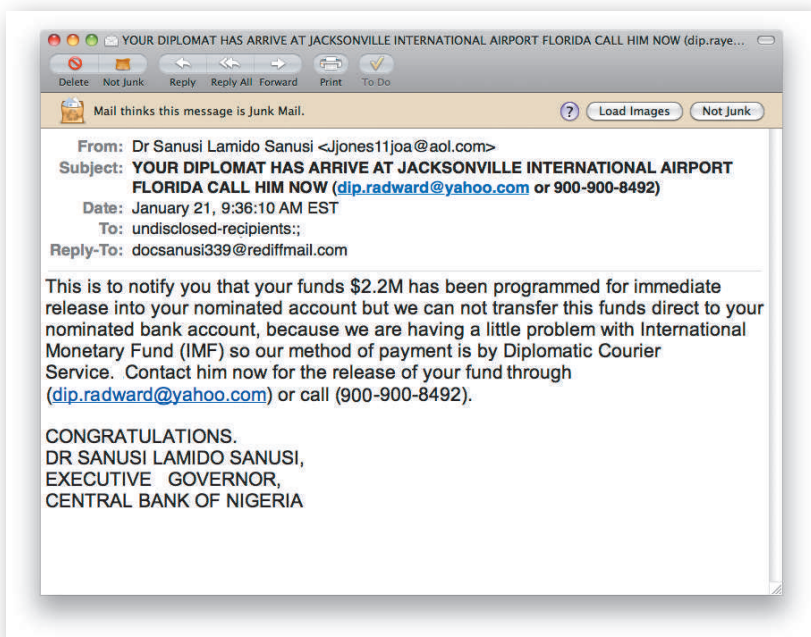 YOUR DIPLOMAT HAS ARRIVE AT JACKSONVILLE INTERNATIONAL AIRPORT FLORIDA CALL HIM NOW (dip.raye...
Delete Not Junk Reply Reply All Forward Print To Do
Mail thinks this message is Junk Mail. ? Load Images Not Junk
From: Dr Sanusi Lamido Sanusi <Jjones11joa@aol.com>
Subject: YOUR DIPLOMAT HAS ARRIVE AT JACKSONVILLE INTERNATIONAL AIRPORT
FLORIDA CALL HIM NOW (dip.radward@yahoo.com or 900-900-8492)
Date: January 21, 9:36:10 AM EST
To: undisclosed-recipients:;
Reply-To: docsanusi339@rediffmail.com
This is to notify you that your funds $2.2M has been programmed for immediate
release into your nominated account but we can not transfer this funds direct to your
nominated bank account, because we are having a little problem with International
Monetary Fund (IMF) so our method of payment is by Diplomatic Courier
Service. Contact him now for the release of your fund through
(dip.radward@yahoo.com) or call (900-900-8492).
CONGRATULATIONS.
DR SANUSI LAMIDO SANUSI,
EXECUTIVE GOVERNOR,
CENTRAL BANK OF NIGERIA